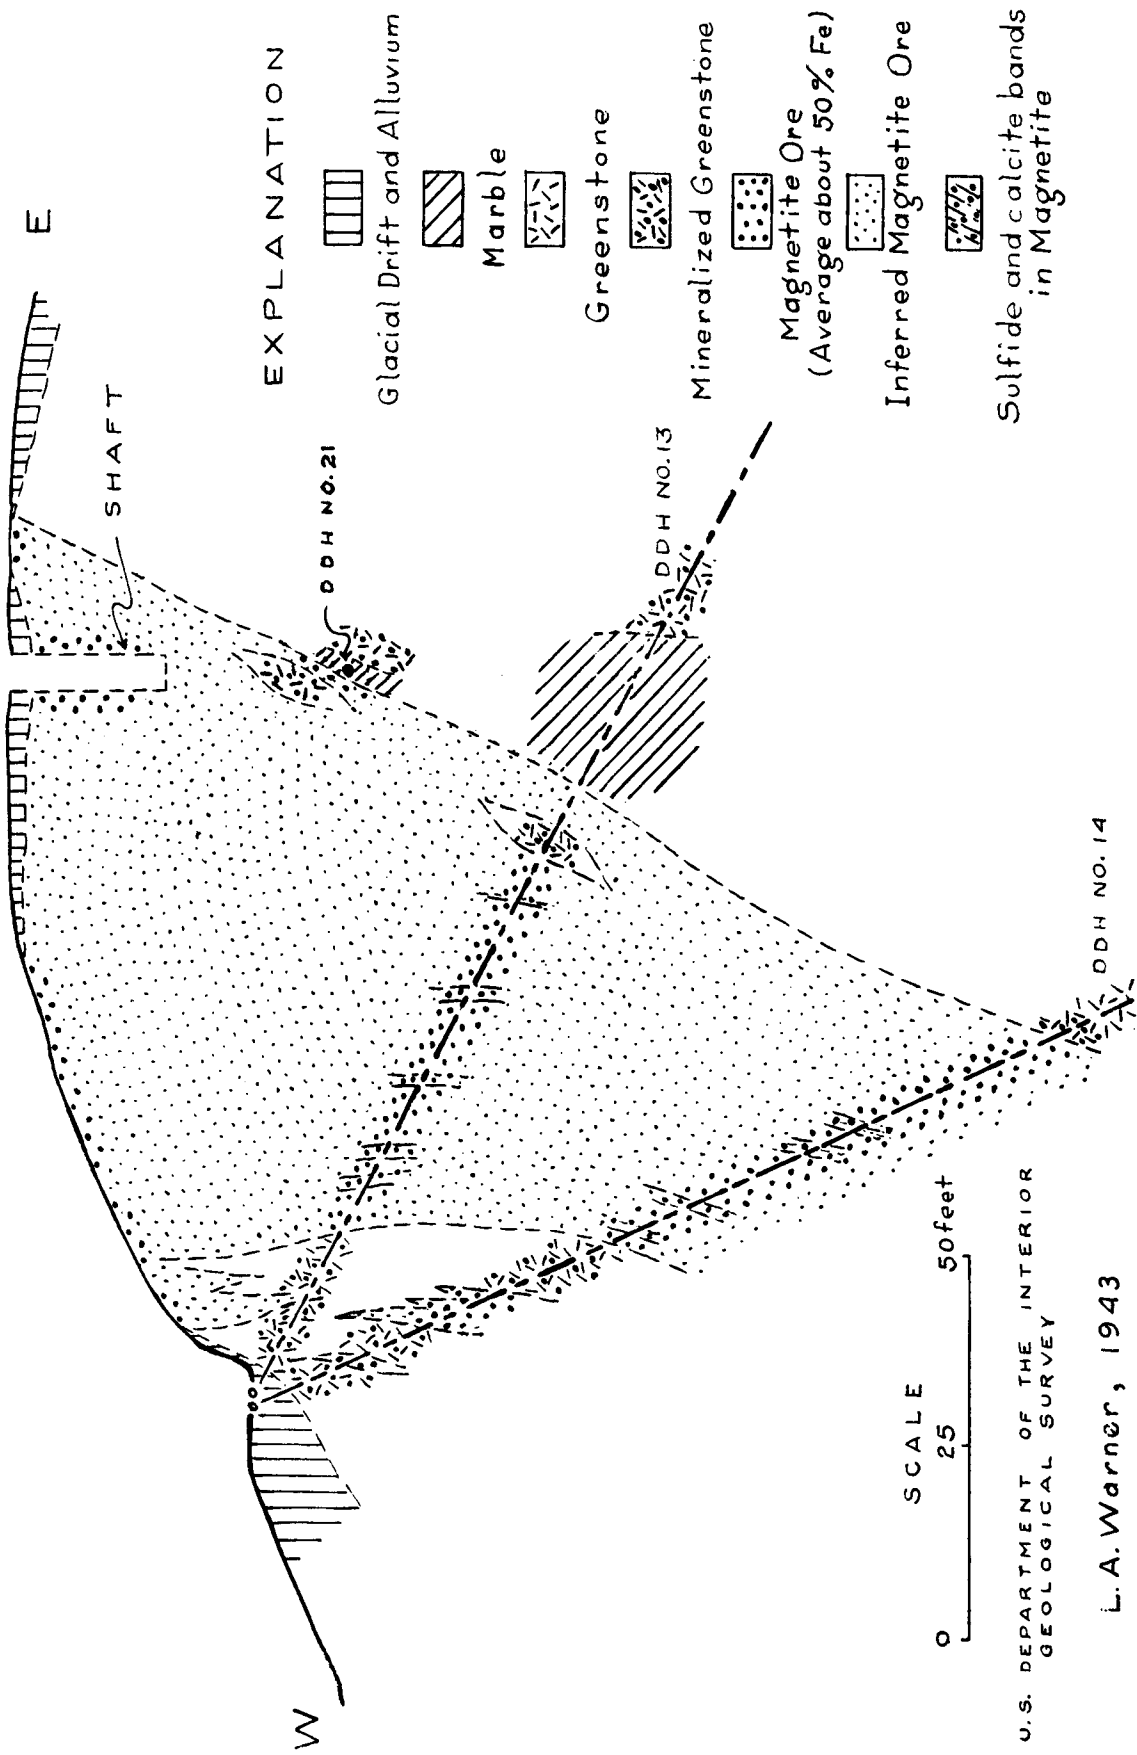 W
E
SHAFT
DDH NO. 21
DDH NO. 13
DDH NO. 14
EXPLANATION
Glacial Drift and Alluvium
Marble
Greenstone
Mineralized Greenstone
Magnetite Ore
(Average about 50% Fe)
Inferred Magnetite Ore
Sulfide and calcite bands
in Magnetite
SCALE
0 25 50 feet
U.S. DEPARTMENT OF THE INTERIOR
GEOLOGICAL SURVEY
L.A. Warner, 1943